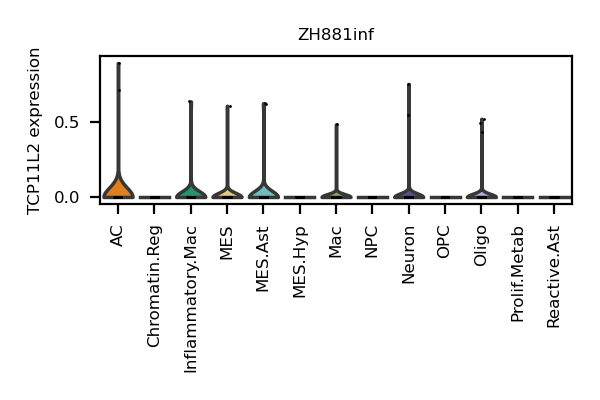 ZH881inf
TCP11L2 expression
0.5
0.0
AC
Chromatin.Reg
Inflammatory.Mac
MES
MES.Ast
MES.Hyp
Mac
NPC
Neuron
OPC
Oligo
Prolif.Metab
Reactive.Ast